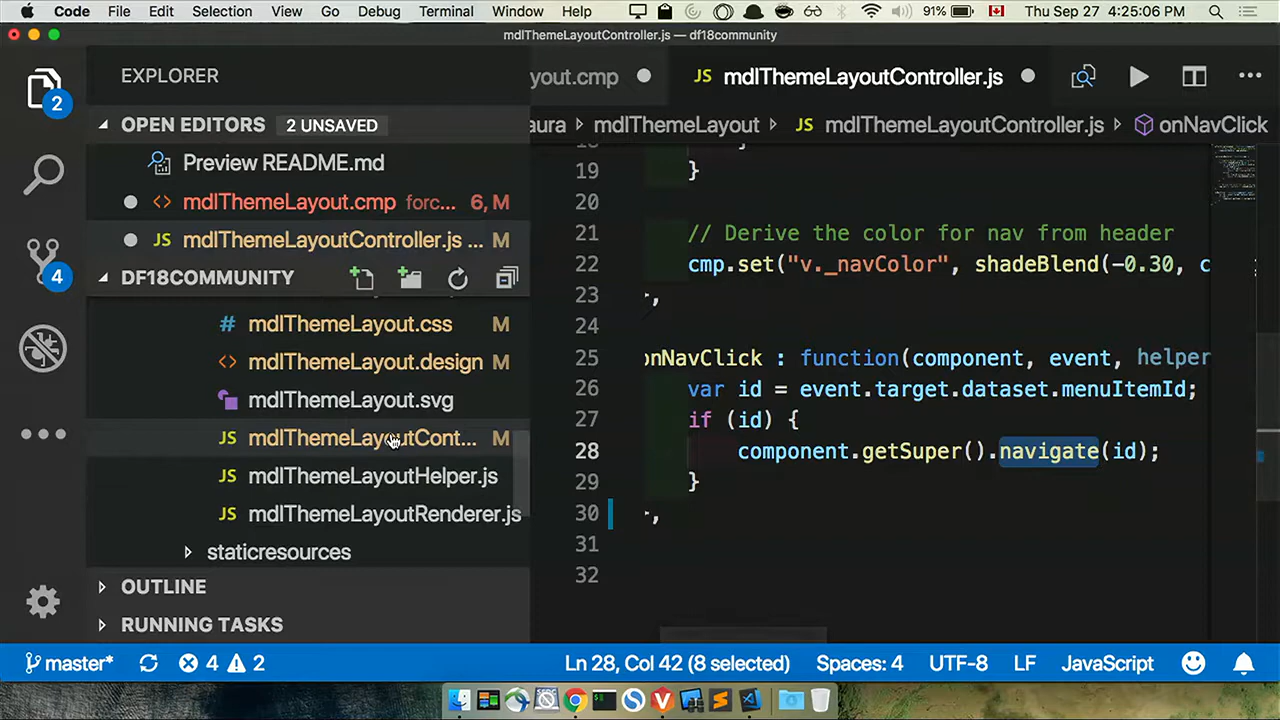 Code File Edit Selection View Go Debug Terminal Window Help 91% Thu Sep 27 4:25:06 PM
mdlThemeLayoutController.js — df18community
2
EXPLORER
yout.cmp
JS mdlThemeLayoutController.js
OPEN EDITORS 2 UNSAVED
aura mdlThemeLayout JS mdlThemeLayoutController.js onNavClick
Preview README.md
mdlThemeLayout.cmp forc... 6, M
JS mdlThemeLayoutController.js ... M
4
DF18COMMUNITY
# mdlThemeLayout.css M
<> mdlThemeLayout.design M
mdlThemeLayout.svg
JS mdlThemeLayoutCont... M
JS mdlThemeLayoutHelper.js
JS mdlThemeLayoutRenderer.js
staticresources
OUTLINE
RUNNING TASKS
19 }
20
21 // Derive the color for nav from header
22 cmp.set("v._navColor", shadeBlend(-0.30, c
23 },
24
25 onNavClick : function(component, event, helper
26 var id = event.target.dataset.menuItemId;
27 if (id) {
28 component.getSuper().navigate(id);
29 }
30 },
31
32
master* 4 2 Ln 28, Col 42 (8 selected) Spaces: 4 UTF-8 LF JavaScript